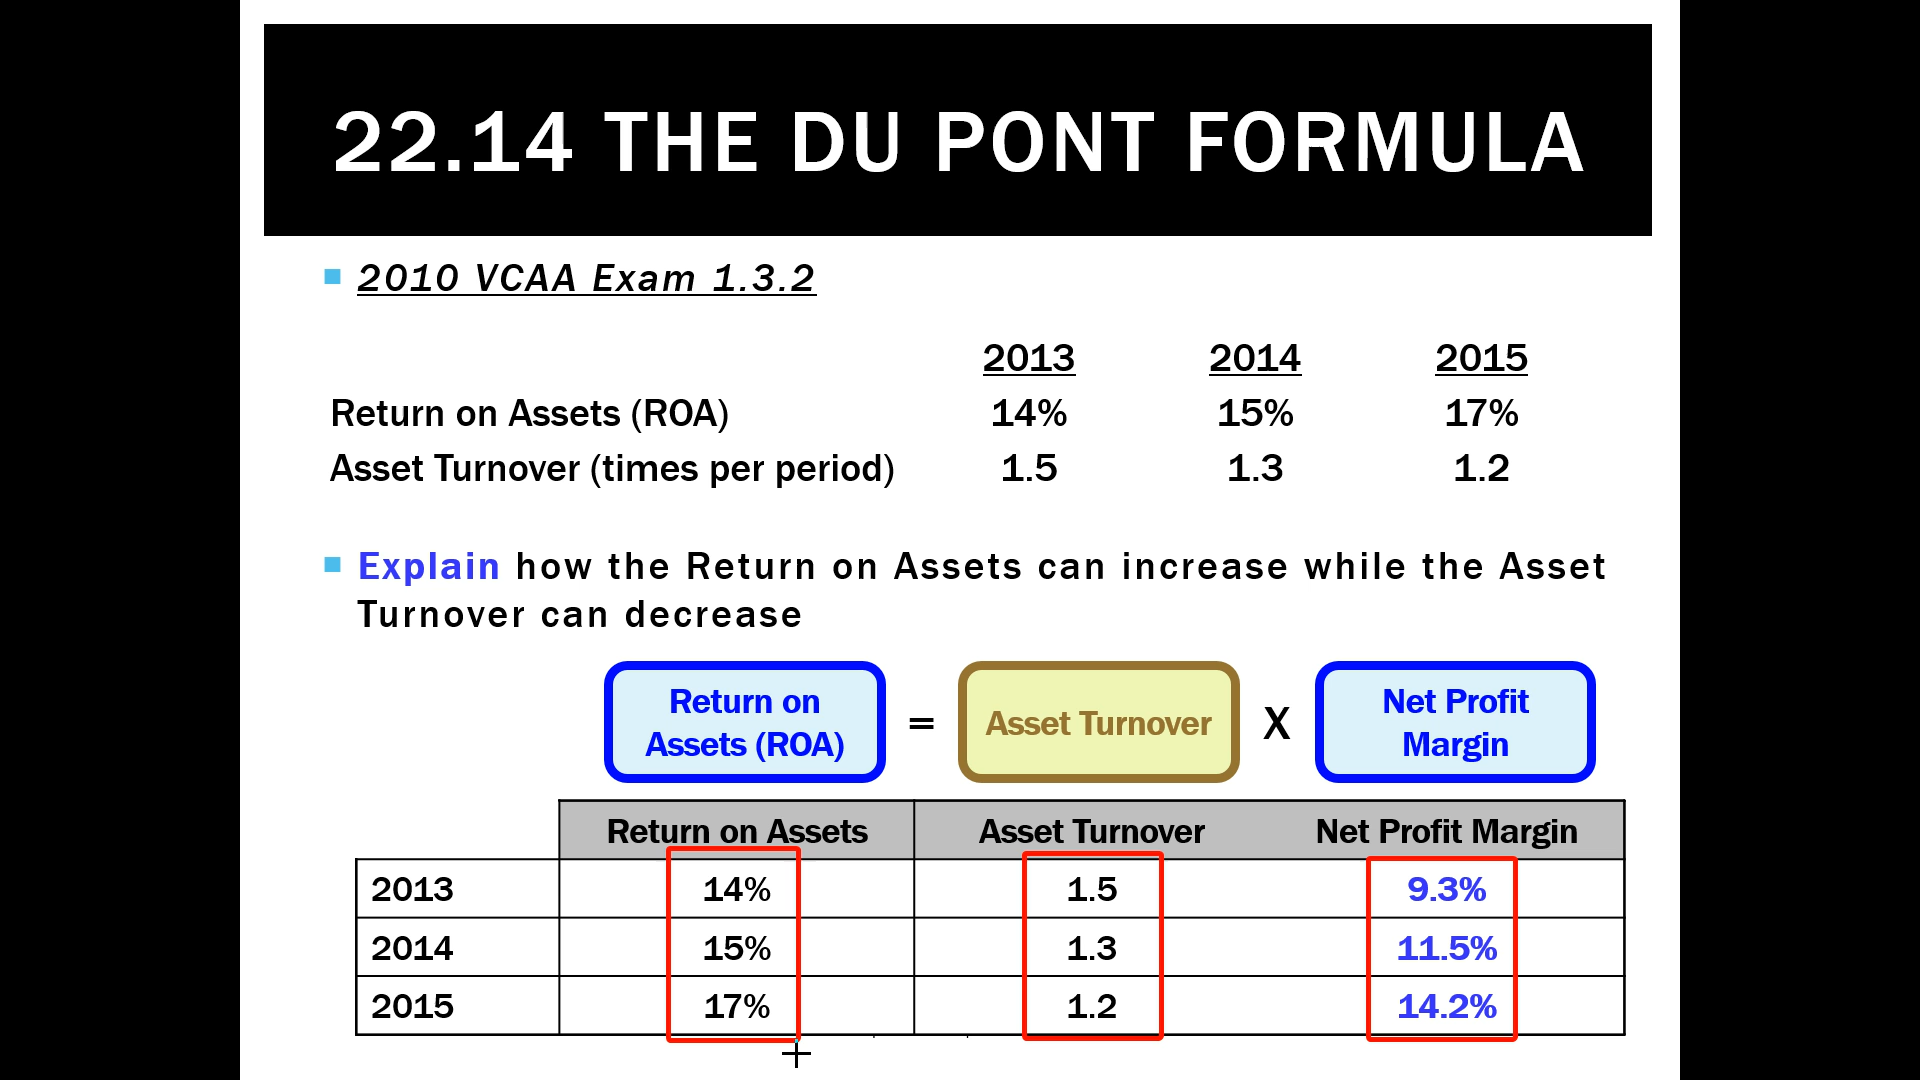 22.14 THE DU PONT FORMULA
2010 VCAA Exam 1.3.2
2013 2014 2015
Return on Assets (ROA) 14% 15% 17%
Asset Turnover (times per period) 1.5 1.3 1.2
Explain how the Return on Assets can increase while the Asset
Turnover can decrease
Return on
Assets (ROA)
=
Asset Turnover
X
Net Profit
Margin
Return on Assets Asset Turnover Net Profit Margin
2013 14% 1.5 9.3%
2014 15% 1.3 11.5%
2015 17% 1.2 14.2%